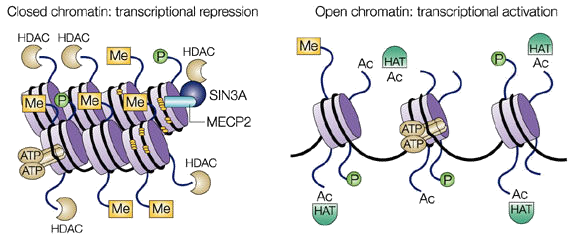 Closed chromatin: transcriptional repression
HDAC
HDAC
Me
P
HDAC
Me
P
Me
Me
SIN3A
MECP2
ATP
ATP
HDAC
HDAC
Me
Me
Open chromatin: transcriptional activation
Me
Ac
HAT
Ac
P
Ac
HAT
ATP
ATP
P
Ac
HAT
Ac
P
Ac
HAT